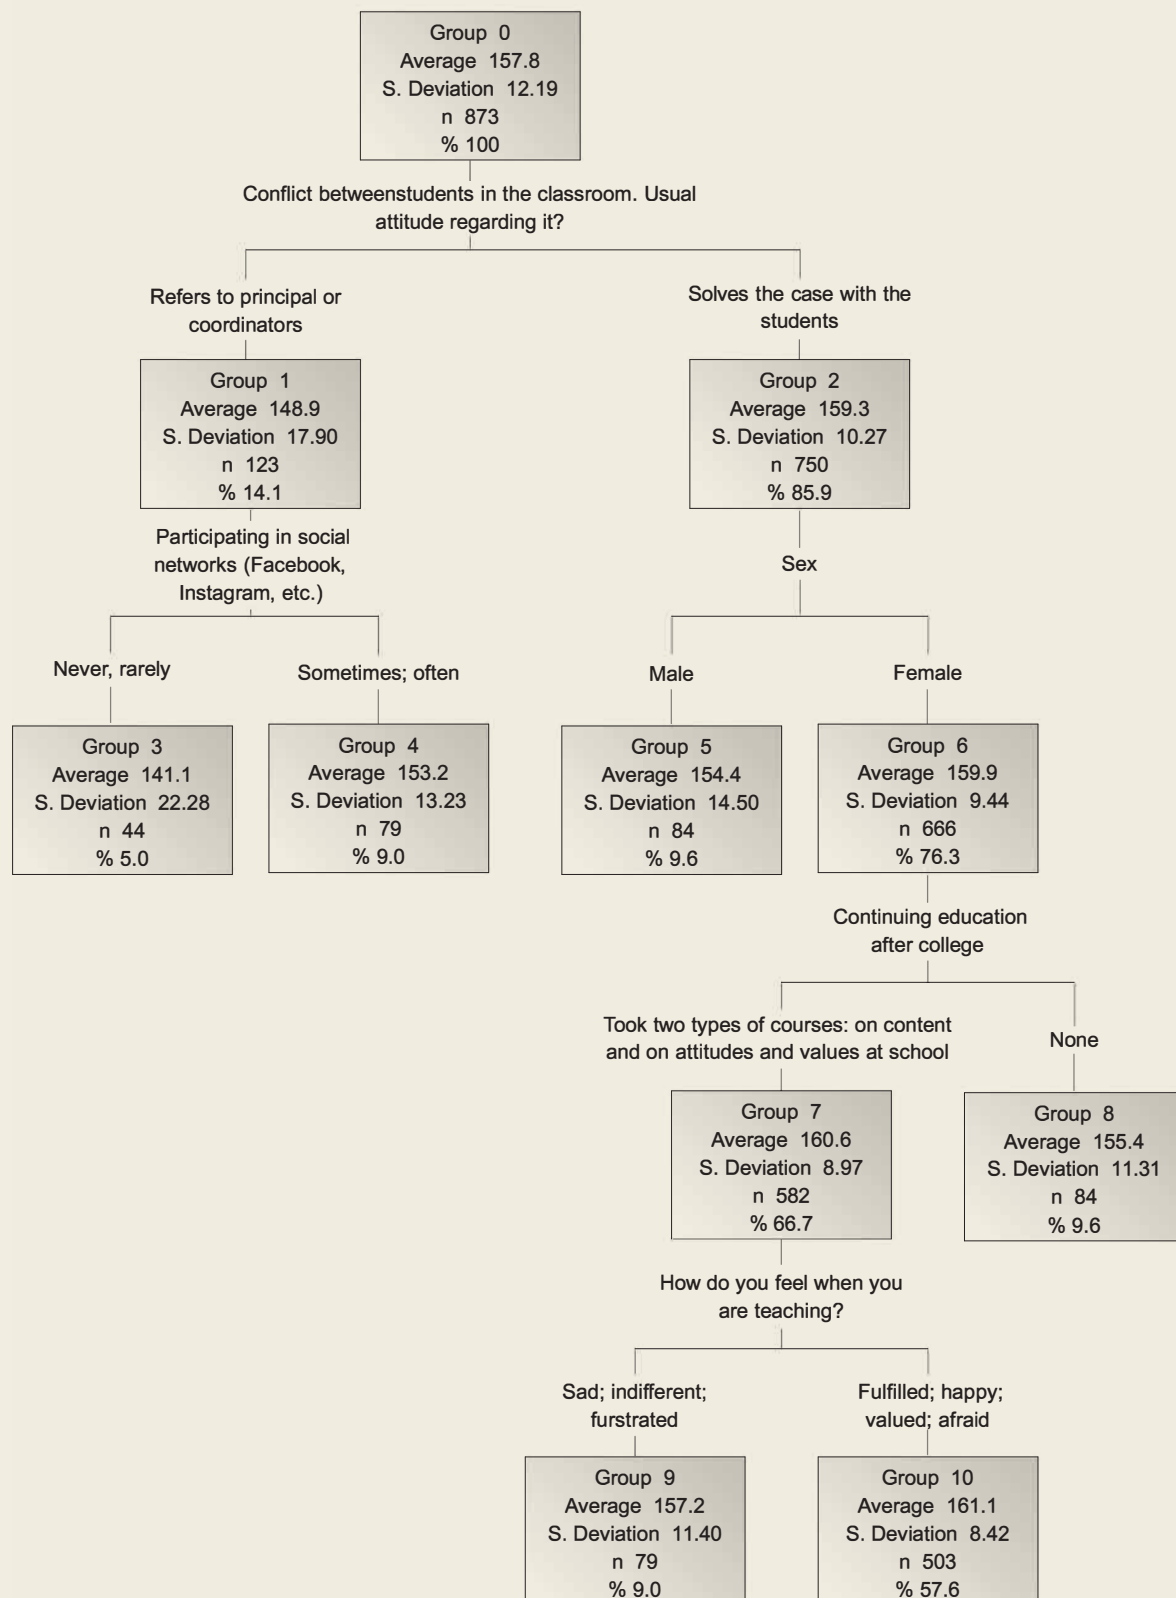 Group 0
Average 157.8
S. Deviation 12.19
n 873
% 100
Conflict betweenstudents in the classroom. Usual
attitude regarding it?
Refers to principal or
coordinators
Solves the case with the
students
Group 1
Average 148.9
S. Deviation 17.90
n 123
% 14.1
Group 2
Average 159.3
S. Deviation 10.27
n 750
% 85.9
Participating in social
networks (Facebook,
Instagram, etc.)
Sex
Never, rarely
Sometimes; often
Male
Female
Group 3
Average 141.1
S. Deviation 22.28
n 44
% 5.0
Group 4
Average 153.2
S. Deviation 13.23
n 79
% 9.0
Group 5
Average 154.4
S. Deviation 14.50
n 84
% 9.6
Group 6
Average 159.9
S. Deviation 9.44
n 666
% 76.3
Continuing education
after college
Took two types of courses: on content
and on attitudes and values at school
None
Group 7
Average 160.6
S. Deviation 8.97
n 582
% 66.7
Group 8
Average 155.4
S. Deviation 11.31
n 84
% 9.6
How do you feel when you
are teaching?
Sad; indifferent;
furstrated
Fulfilled; happy;
valued; afraid
Group 9
Average 157.2
S. Deviation 11.40
n 79
% 9.0
Group 10
Average 161.1
S. Deviation 8.42
n 503
% 57.6